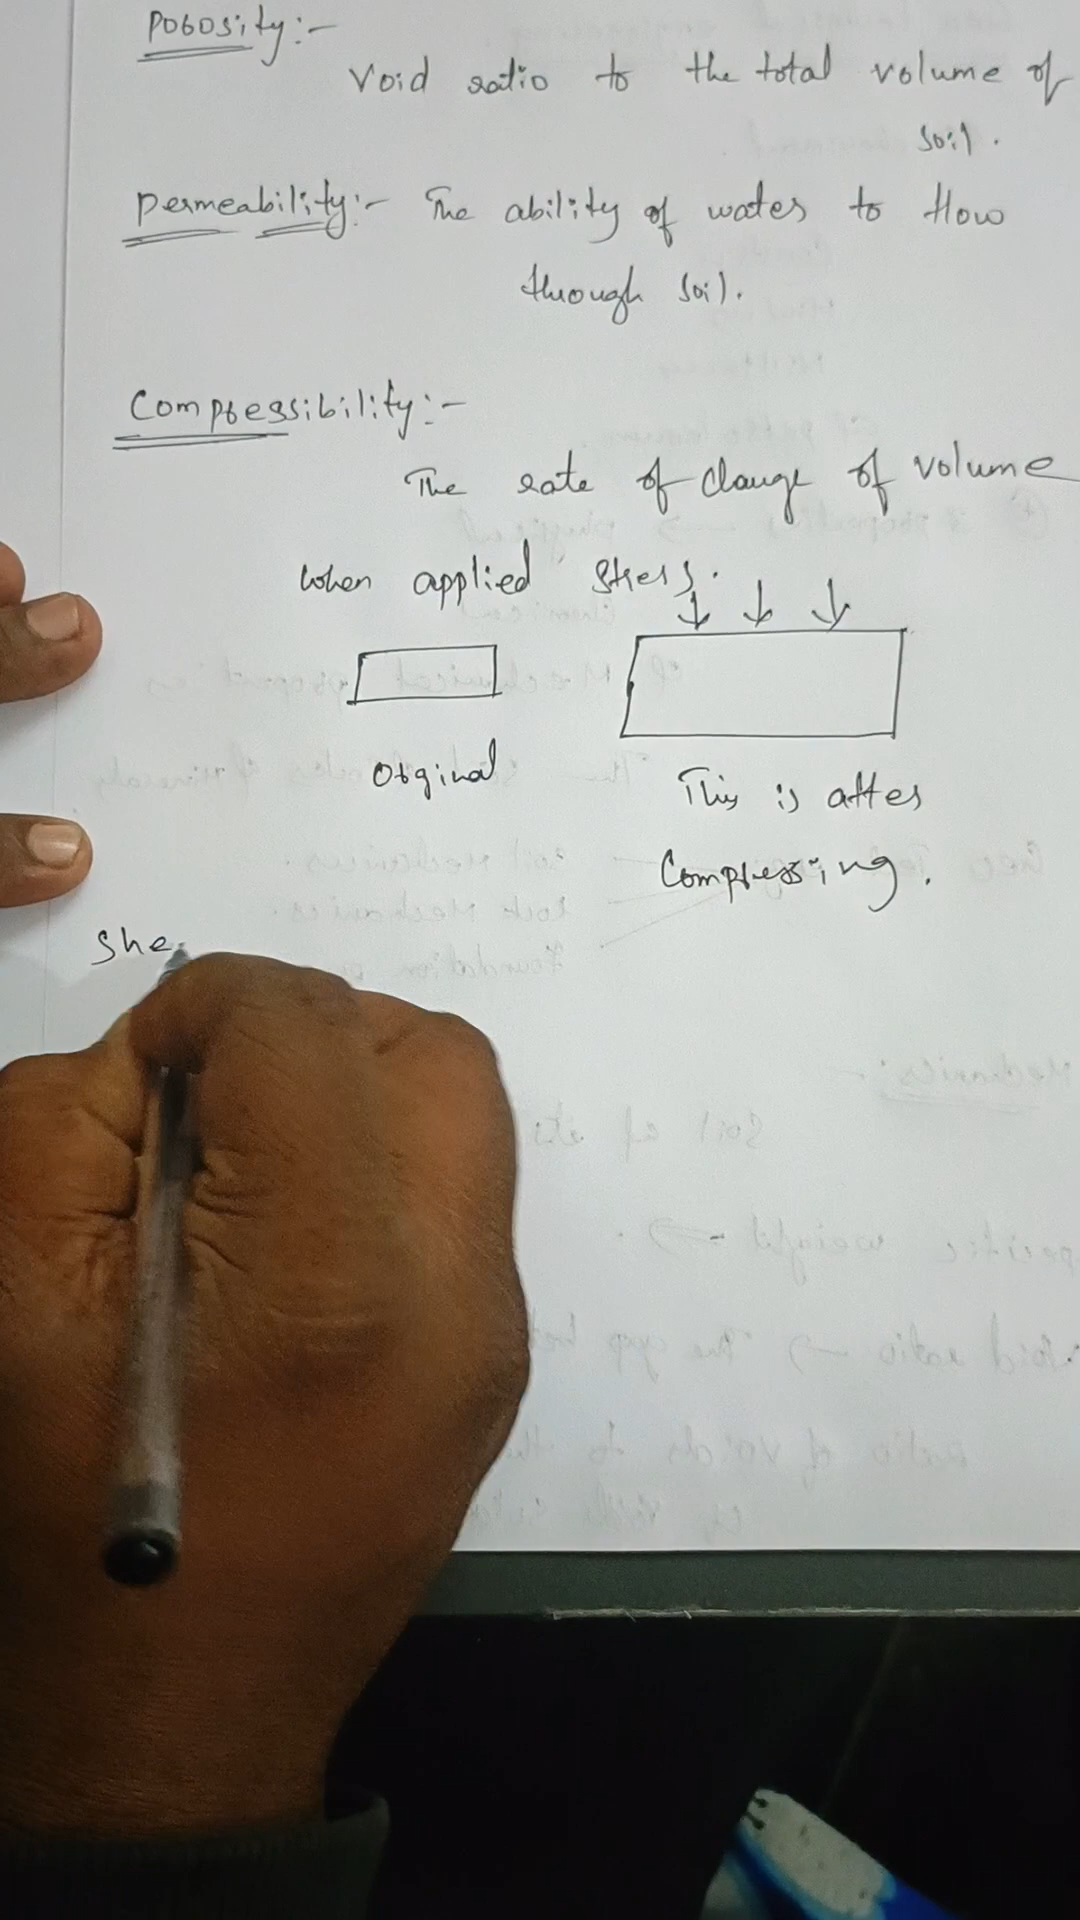 Porosity:-
Void ratio to the total volume of
soil.
Permeability:- The ability of water to flow
through soil.
Compressibility:-
The rate of change of volume
when applied stress.
Orginal
This is after
Compressing.
She